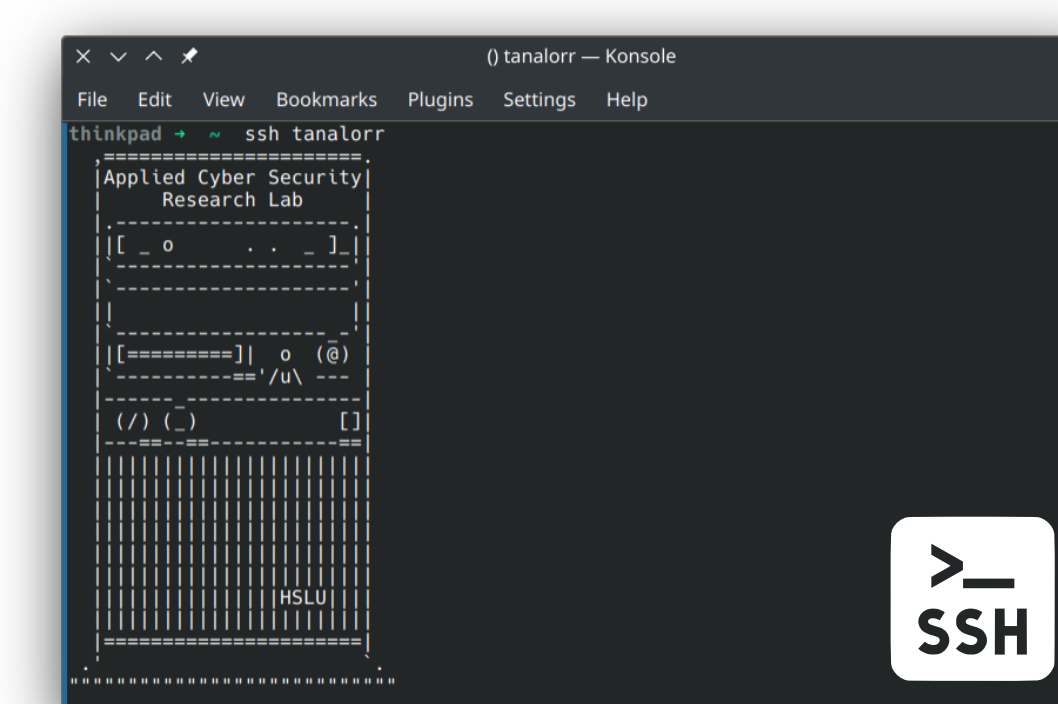 () tanalorr — Konsole
File Edit View Bookmarks Plugins Settings Help
thinkpad ➜ ~ ssh tanalorr
  ,======================.
  |Applied Cyber Security|
  |     Research Lab     |
  |.--------------------.|
  ||[ _ o      . .  _ ]_||
  |`--------------------'|
  |`--------------------'|
  ||                    ||
  |`------------------_-'|
  ||[=========]|  o  (@) |
  |`----------=='/u\ --- |
  |------_---------------|
  | (/) (_)            []|
  |---==--==-----------==|
  |||||||||||||||||||||||||
  |||||||||||||||||||||||||
  |||||||||||||||||||||||||
  |||||||||||||||||||||||||
  |||||||||||||||||||||||||
  |||||||||||||||||||||||||
  ||||||||||||||||HSLU||||
  |||||||||||||||||||||||||
  |======================|
 .'                      `.
""""""""""""""""""""""""""""
>_
SSH